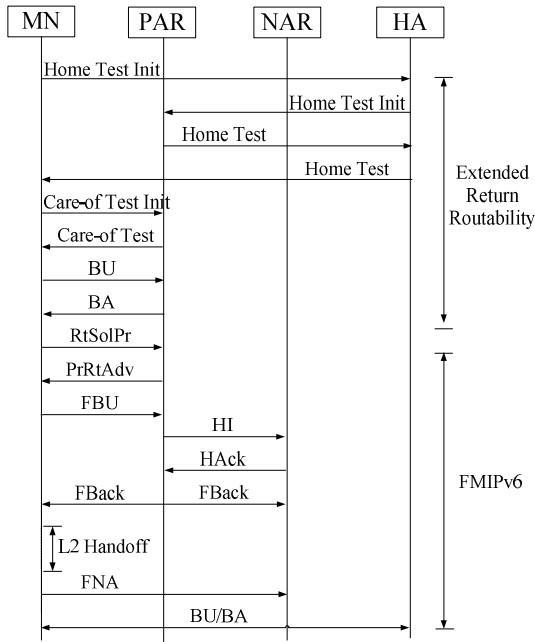 MN PAR NAR HA
Home Test Init
Home Test Init
Home Test
Home Test
Care-of Test Init
Care-of Test
BU
BA
RtSolPr
PrRtAdv
FBU
HI
HAck
FBack FBack
L2 Handoff
FNA
BU/BA
Extended
Return
Routability
FMIPv6